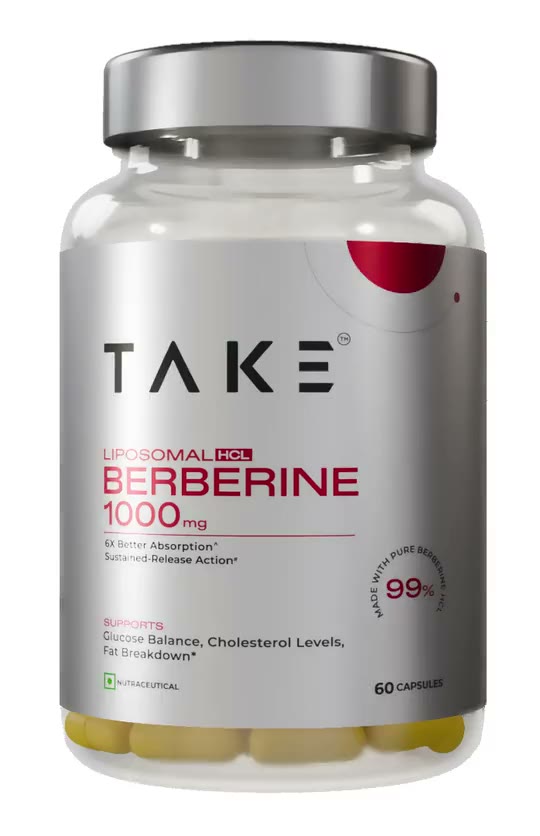 TAKE™
LIPOSOMAL HCL
BERBERINE
1000mg
6X Better Absorption^
Sustained-Release Action#
MADE WITH PURE BERBERINE HCL
99%
SUPPORTS
Glucose Balance, Cholesterol Levels,
Fat Breakdown*
NUTRACEUTICAL
60 CAPSULES